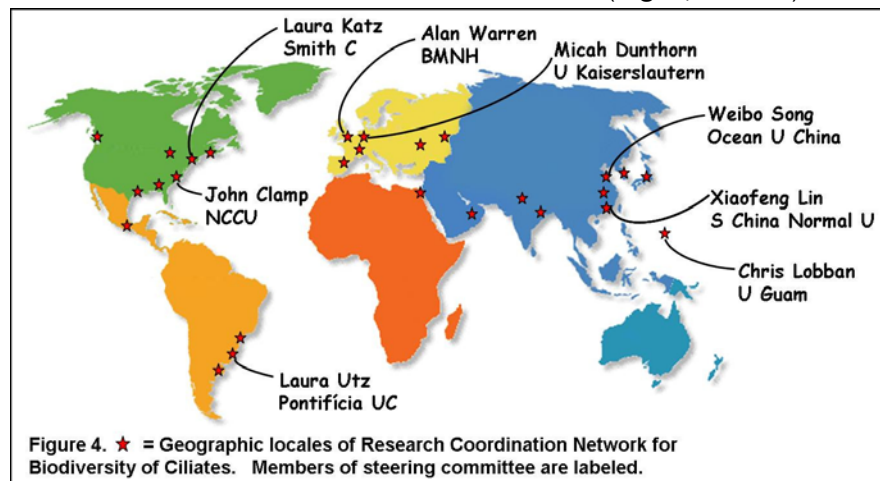 Laura Katz
Smith C
Alan Warren
BMNH
Micah Dunthorn
U Kaiserslautern
Weibo Song
Ocean U China
John Clamp
NCCU
Xiaofeng Lin
S China Normal U
Chris Lobban
U Guam
Laura Utz
Pontifícia UC
Figure 4. ★ = Geographic locales of Research Coordination Network for
Biodiversity of Ciliates. Members of steering committee are labeled.